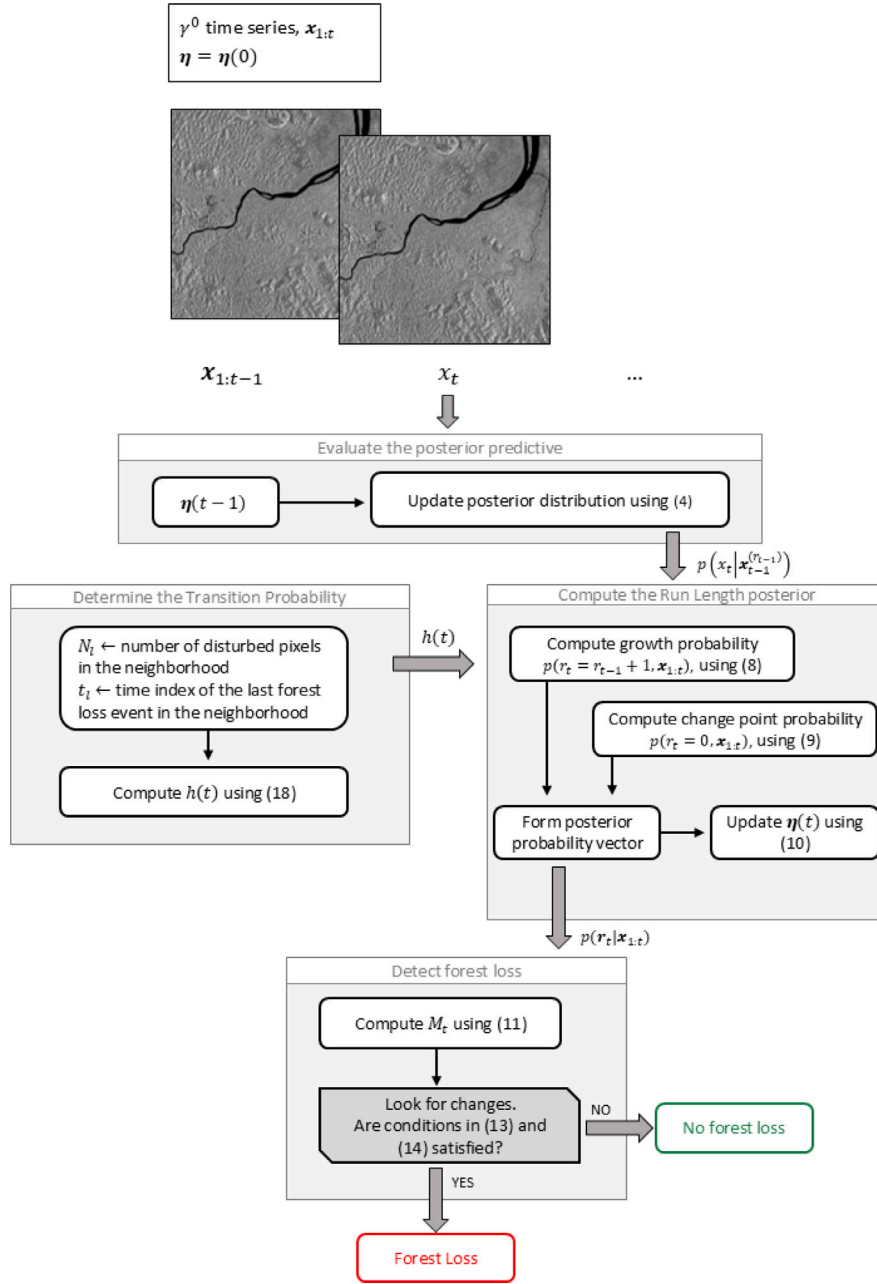 γ⁰ time series, x₁:ₜ
η = η(0)
x₁:ₜ₋₁
xₜ
...
Evaluate the posterior predictive
η(t − 1)
Update posterior distribution using (4)
p(xₜ|xₜ₋₁^(rₜ₋₁))
Determine the Transition Probability
N_l ← number of disturbed pixels
in the neighborhood
t_l ← time index of the last forest
loss event in the neighborhood
Compute h(t) using (18)
h(t)
Compute the Run Length posterior
Compute growth probability
p(rₜ = rₜ₋₁ + 1, x₁:ₜ), using (8)
Compute change point probability
p(rₜ = 0, x₁:ₜ), using (9)
Form posterior
probability vector
Update η(t) using
(10)
p(rₜ|x₁:ₜ)
Detect forest loss
Compute Mₜ using (11)
Look for changes.
Are conditions in (13) and
(14) satisfied?
NO
No forest loss
YES
Forest Loss